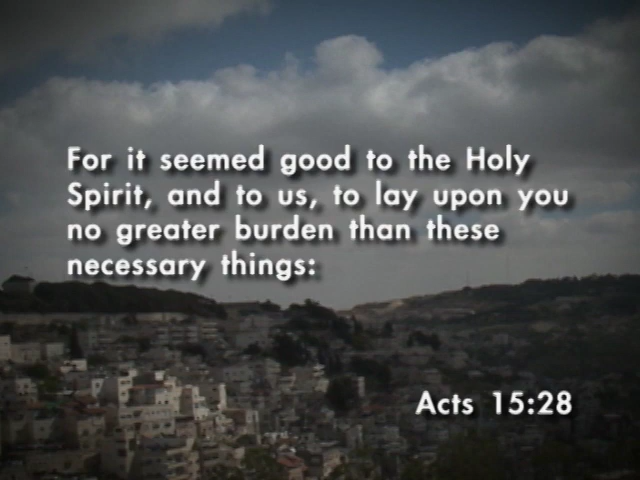 For it seemed good to the Holy
Spirit, and to us, to lay upon you
no greater burden than these
necessary things:
Acts 15:28